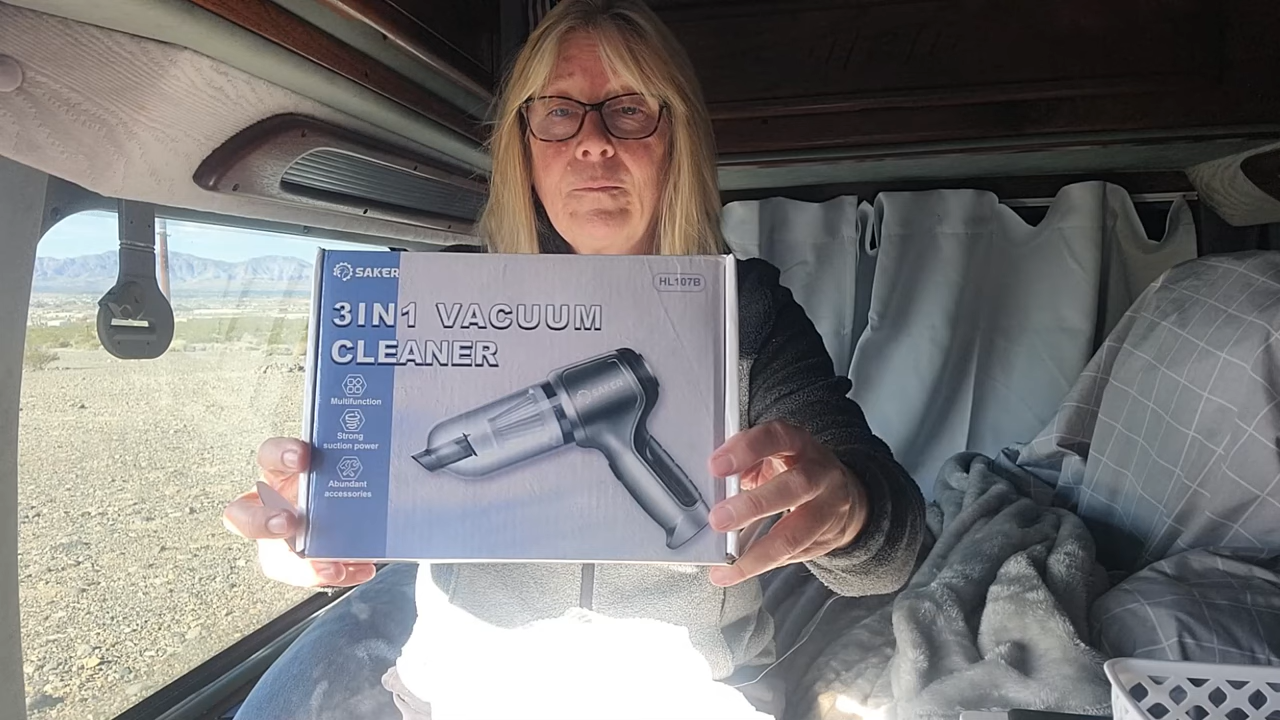 SAKER
HL107B
3IN1 VACUUM
CLEANER
SAKER
Multifunction
Strong
suction power
Abundant
accessories